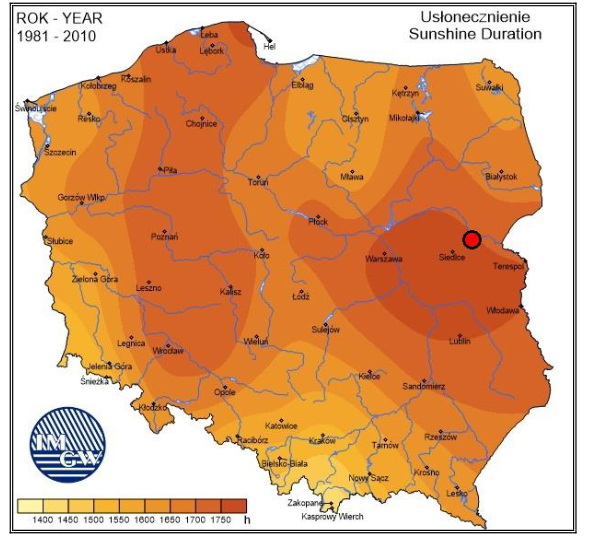 ROK - YEAR
1981 - 2010
Usłonecznienie
Sunshine Duration
Łeba
Ustka
Lębork
Hel
Koszalin
Kołobrzeg
Elbląg
Kętrzyn
Suwałki
Świnoujście
Resko
Chojnice
Olsztyn
Mikołajki
Szczecin
Piła
Toruń
Mława
Białystok
Gorzów Wlkp.
Płock
Słubice
Poznań
Koło
Warszawa
Siedlce
Terespol
Zielona Góra
Leszno
Kalisz
Łódź
Włodawa
Sulejów
Legnica
Wrocław
Wieluń
Lublin
Jelenia Góra
Śnieżka
Opole
Kielce
Sandomierz
Kłodzko
Katowice
Racibórz
Kraków
Tarnów
Rzeszów
Bielsko-Biała
Nowy Sącz
Krosno
Lesko
Zakopane
Kasprowy Wierch
IM
GW
1400 1450 1500 1550 1600 1650 1700 1750 h